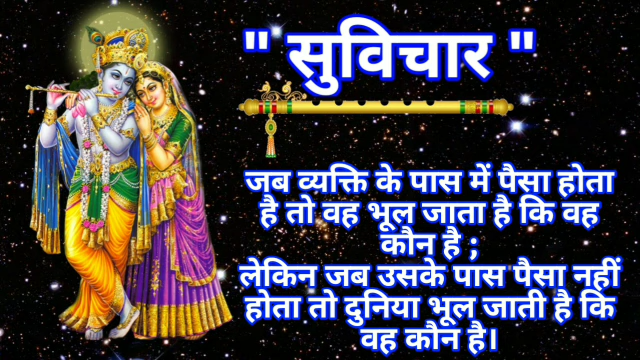 " सुविचार "
जब व्यक्ति के पास में पैसा होता
है तो वह भूल जाता है कि वह
कौन है ;
लेकिन जब उसके पास पैसा नहीं
होता तो दुनिया भूल जाती है कि
वह कौन है।